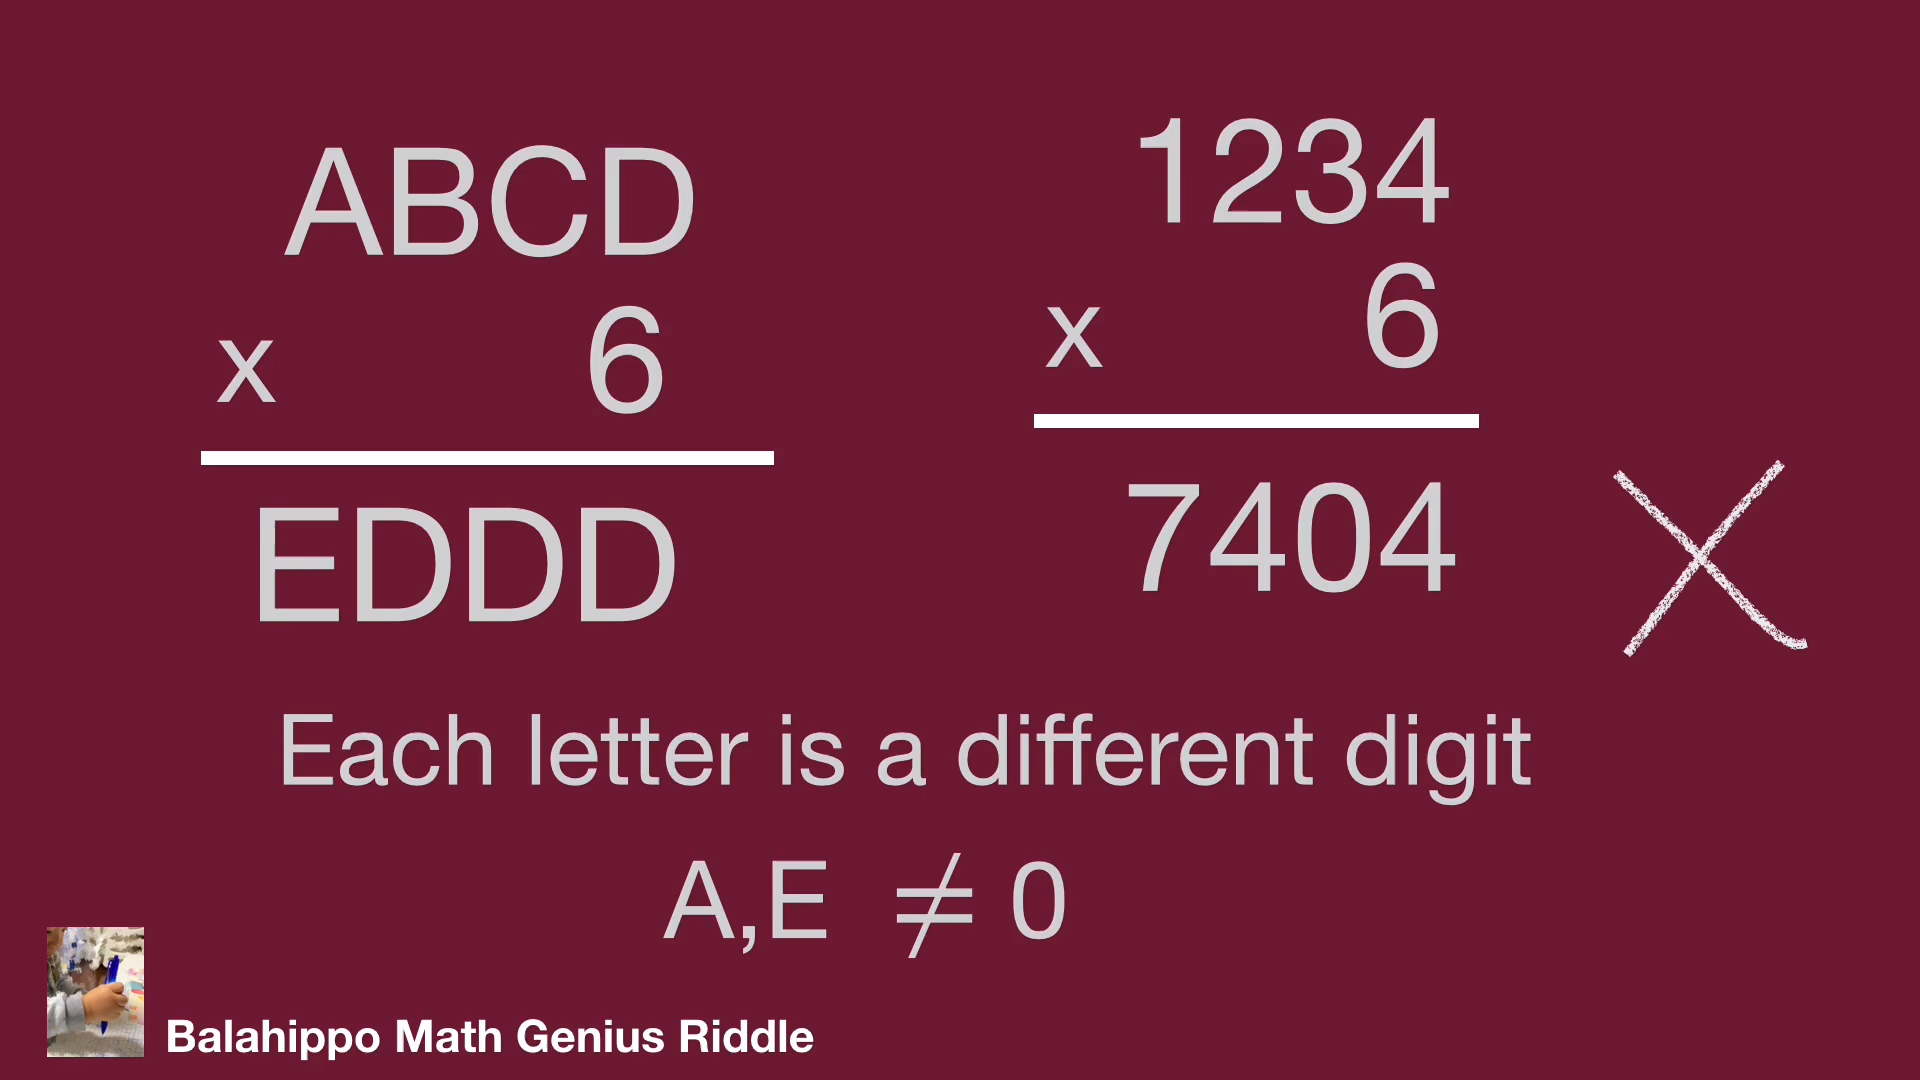 ABCD
x 6
EDDD
1234
x 6
7404
Each letter is a different digit
A,E ≠ 0
Balahippo Math Genius Riddle